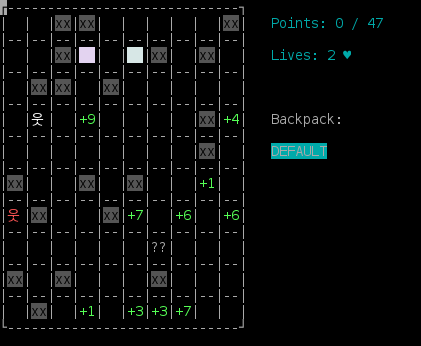 xx xx xx Points: 0 / 47
xx xx xx Lives: 2 ♥
xx xx xx
웃 +9 xx +4 Backpack:
xx DEFAULT
xx xx xx +1
웃 xx xx +7 +6 +6
??
xx xx xx
xx +1 +3 +3 +7